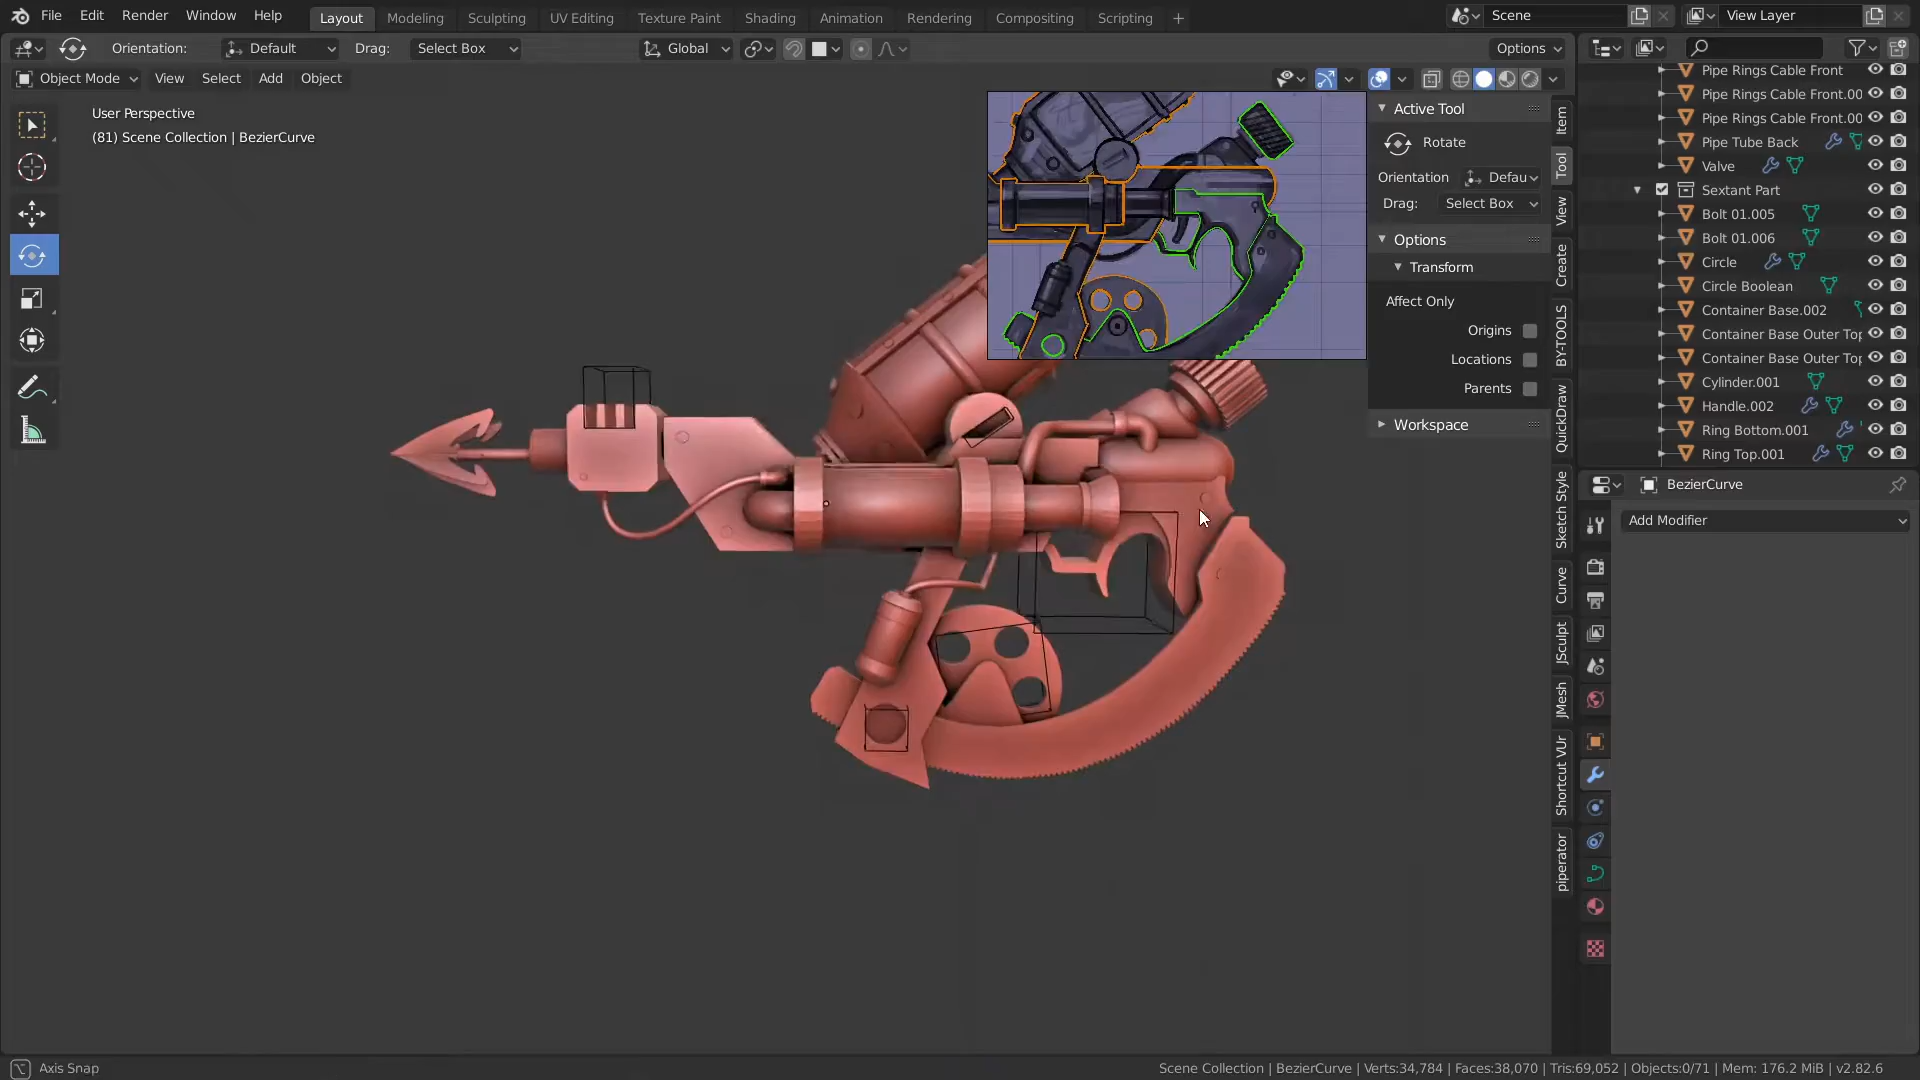 File Edit Render Window Help
Layout Modeling Sculpting UV Editing Texture Paint Shading Animation Rendering Compositing Scripting +
Scene
View Layer
Orientation: Default Drag: Select Box
Global
Options
Object Mode View Select Add Object
User Perspective
(81) Scene Collection | BezierCurve
Active Tool
Rotate
Orientation Defau
Drag: Select Box
Options
Transform
Affect Only
Origins
Locations
Parents
Workspace
Item
Tool
View
Create
BY-TOOLS
QuickDraw
Sketch Style
Curve
JSculpt
JMesh
Shortcut VUr
piperator
Pipe Rings Cable Front
Pipe Rings Cable Front.00
Pipe Rings Cable Front.00
Pipe Tube Back
Valve
Sextant Part
Bolt 01.005
Bolt 01.006
Circle
Circle Boolean
Container Base.002
Container Base Outer Top
Container Base Outer Top
Cylinder.001
Handle.002
Ring Bottom.001
Ring Top.001
BezierCurve
Add Modifier
Axis Snap
Scene Collection | BezierCurve | Verts:34,784 | Faces:38,070 | Tris:69,052 | Objects:0/71 | Mem: 176.2 MiB | v2.82.6